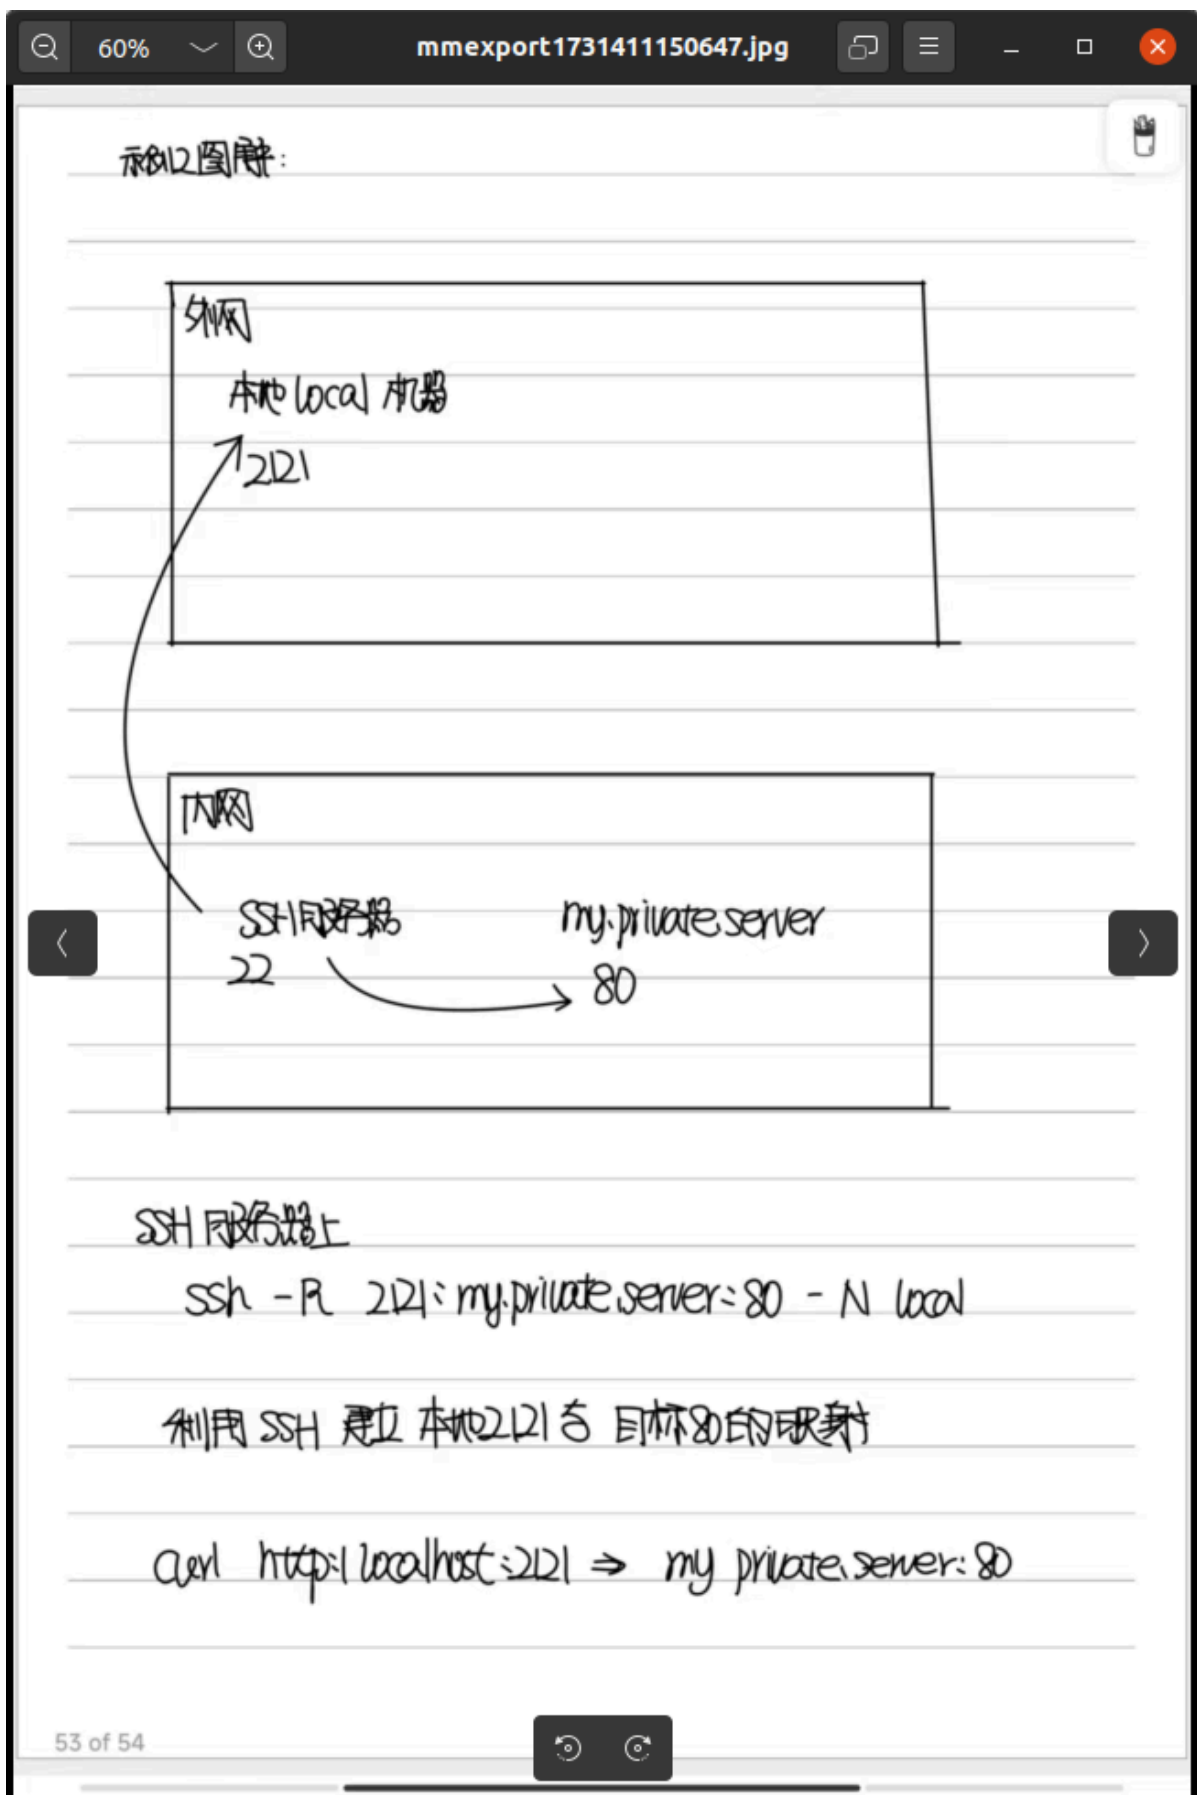 60%
mmexport1731411150647.jpg
示例2图解:
外网
本地local机器
2121
内网
SSH服务器
my.private.server
22
80
SSH服务器上
ssh -R 2121:my.private.server:80 -N local
利用SSH 建立 本地2121与 目标80的映射
curl http:/localhost:2121 ⇒ my private.server:80
53 of 54